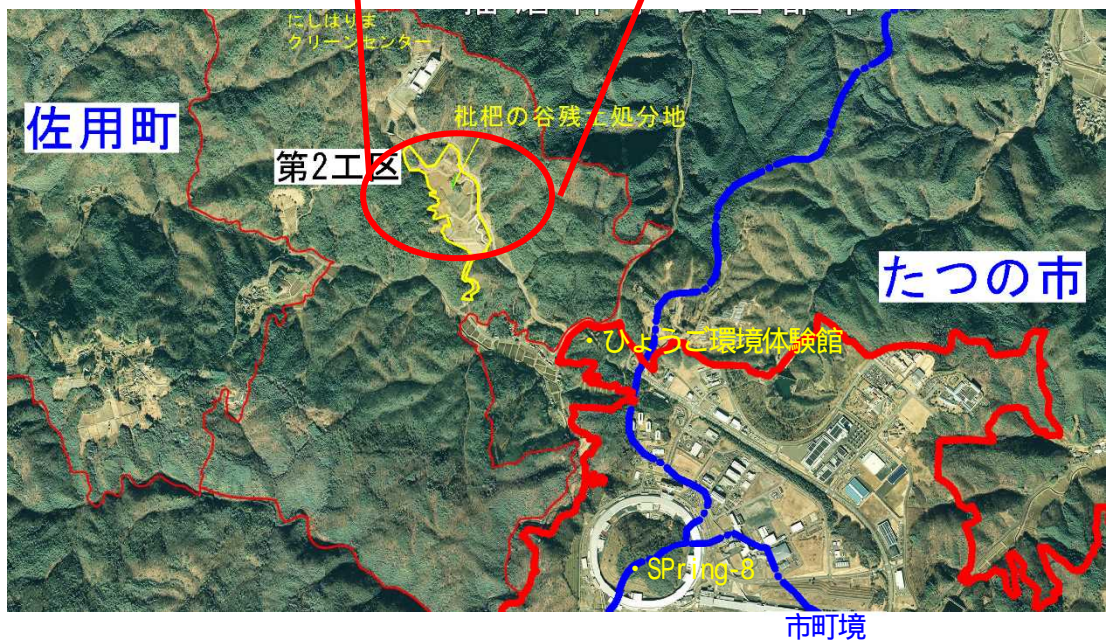 にしはりま
クリーンセンター
佐用町
枇杷の谷残土処分地
第2工区
たつの市
ひょうご環境体験館
SPring-8
市町境